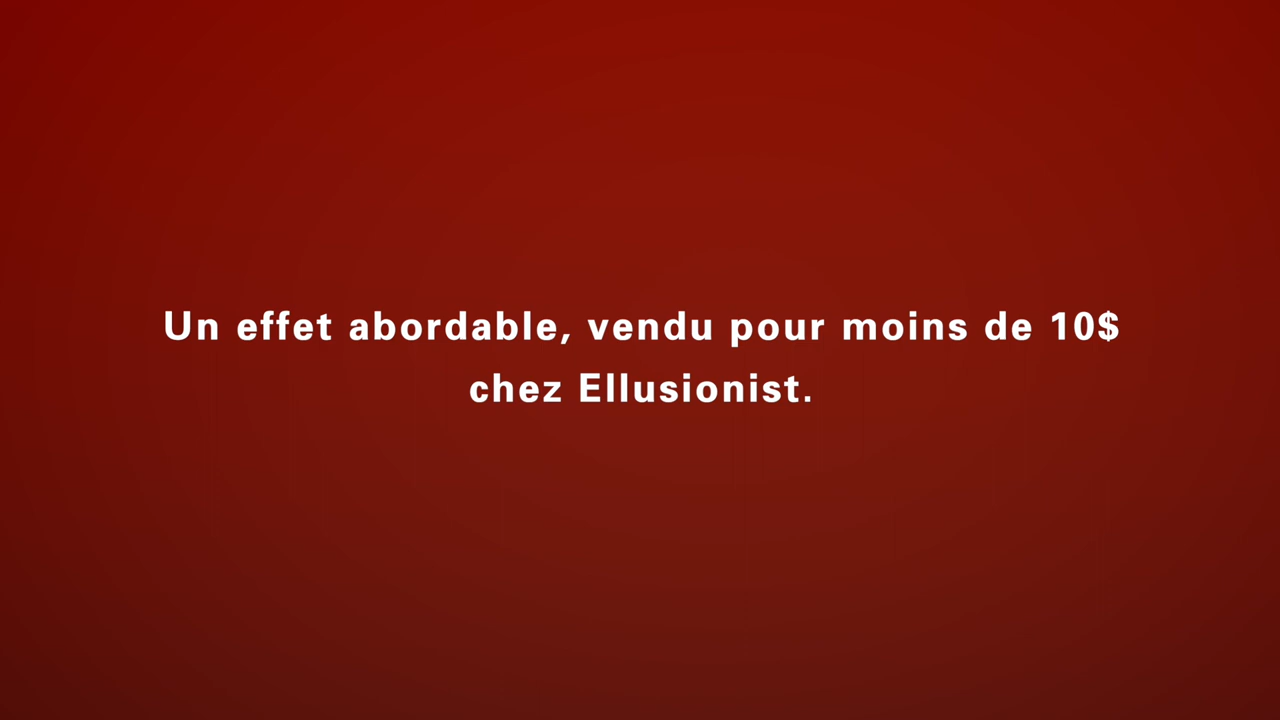 Un effet abordable, vendu pour moins de 10$
chez Ellusionist.